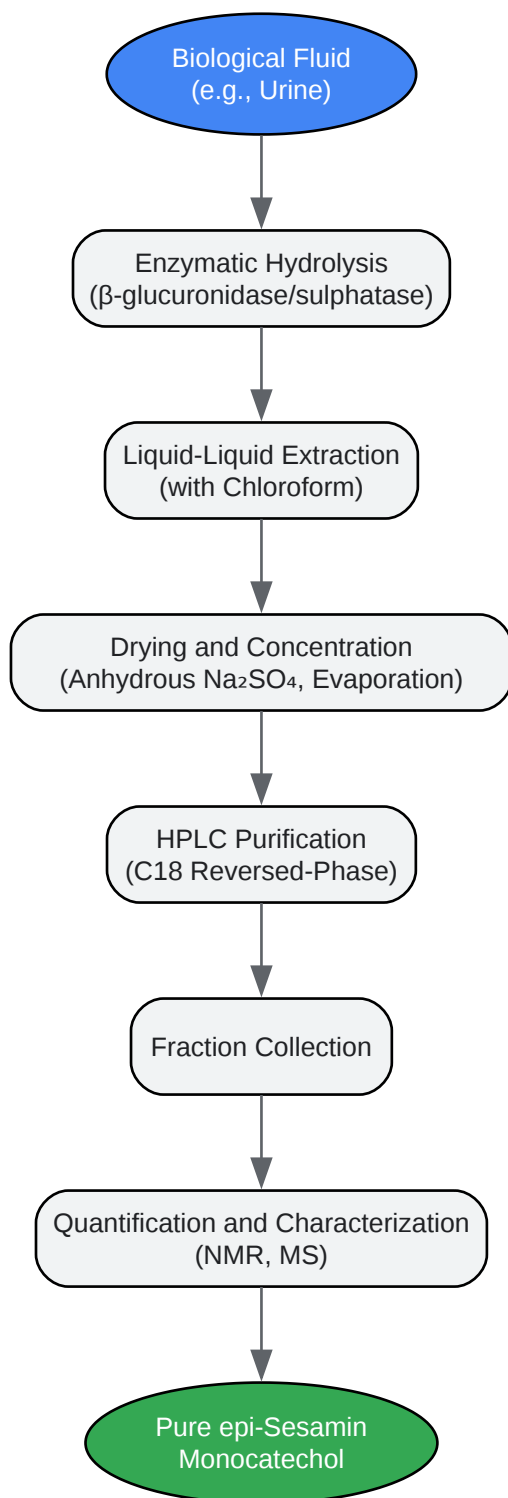 Biological Fluid
(e.g., Urine)
Enzymatic Hydrolysis
(β-glucuronidase/sulphatase)
Liquid-Liquid Extraction
(with Chloroform)
Drying and Concentration
(Anhydrous Na₂SO₄, Evaporation)
HPLC Purification
(C18 Reversed-Phase)
Fraction Collection
Quantification and Characterization
(NMR, MS)
Pure epi-Sesamin
Monocatechol